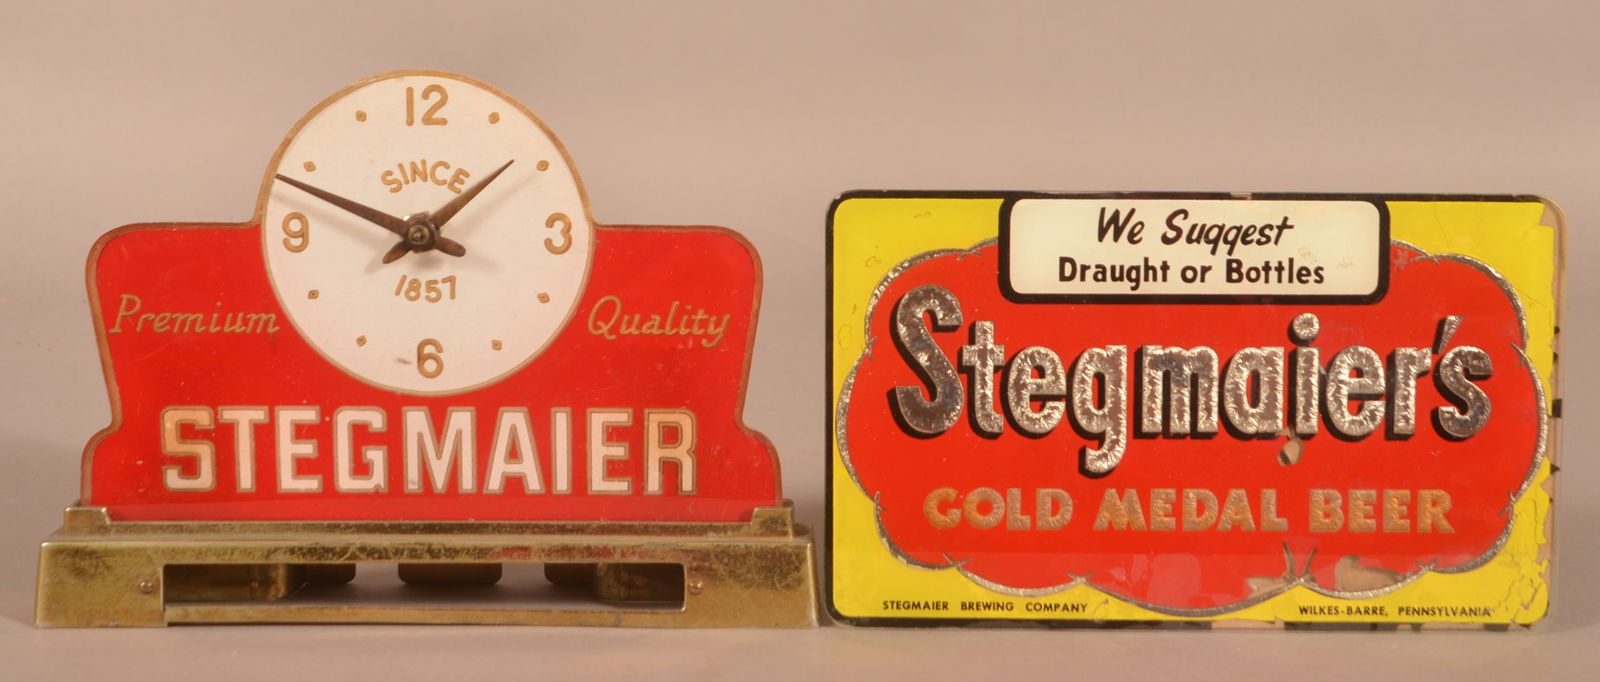 12
SINCE
9 3
1857
6
Premium Quality
STEGMAIER
We Suggest
Draught or Bottles
Stegmaier's
GOLD MEDAL BEER
STEGMAIER BREWING COMPANY WILKES-BARRE, PENNSYLVANIA